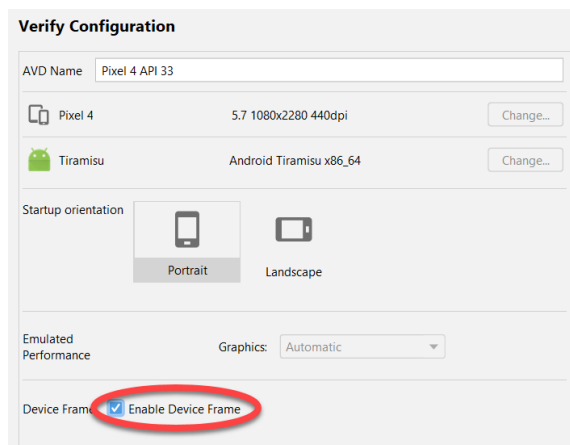 Verify Configuration
AVD Name Pixel 4 API 33
Pixel 4 5.7 1080x2280 440dpi Change...
Tiramisu Android Tiramisu x86_64 Change...
Startup orientation
Portrait Landscape
Emulated
Performance Graphics: Automatic
Device Frame Enable Device Frame